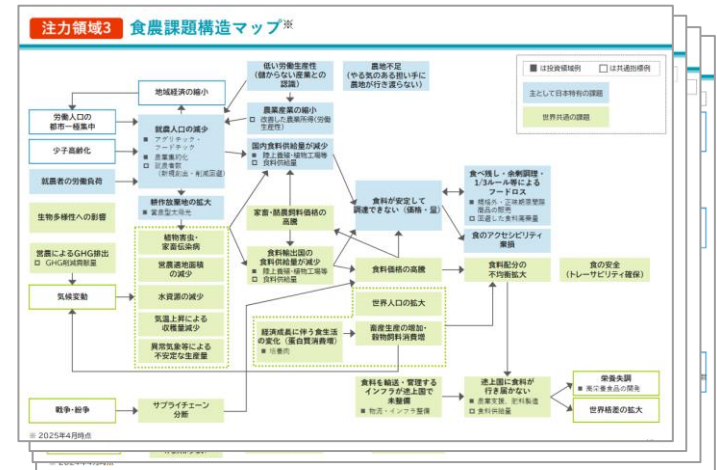 注力領域3 食農課題構造マップ※
■ は投資領域例 □ は共通指標例
主として日本特有の課題
世界共通の課題
地域経済の縮小
低い労働生産性
(儲からない産業との
認識)
農地不足
(やる気のある担い手に
農地が行き渡らない)
労働人口の
都市一極集中
就農人口の減少
■ アグリテック・
フードテック
■ 農業集約化
□ 就農者数
(新規創出・削減回避)
農業産業の縮小
□ 改善した農業所得(労働
生産性)
少子高齢化
国内食料供給量が減少
■ 陸上養殖・植物工場等
□ 食料供給量
就農者の労働負荷
耕作放棄地の拡大
■ 営農型太陽光
食料が安定して
調達できない(価格・量)
食べ残し・余剰調理・
1/3ルール等による
フードロス
■ 規格外・正味期限間際
商品の販売
□ 回避した食料廃棄量
食のアクセシビリティ
棄損
生物多様性への影響
家畜・酪農飼料価格の
高騰
植物害虫・
家畜伝染病
営農によるGHG排出
□ GHG削減貢献量
営農適地面積
の減少
食料輸出国の
食料供給量が減少
■ 陸上養殖・植物工場等
□ 食料供給量
食料価格の高騰
食料配分の
不均衡拡大
食の安全
(トレーサビリティ確保)
気候変動
水資源の減少
世界人口の拡大
気温上昇による
収穫量減少
経済成長に伴う食生活
の変化(蛋白質消費増)
■ 培養肉
畜産生産の増加・
穀物飼料消費増
異常気象等による
不安定な生産量
食料を輸送・管理する
インフラが途上国で
未整備
■ 物流・インフラ整備
途上国に食料が
行き届かない
■ 農業支援、肥料製造
□ 食料供給量
栄養失調
■ 高栄養食品の開発
世界格差の拡大
戦争・紛争
サプライチェーン
分断
※ 2025年4月時点